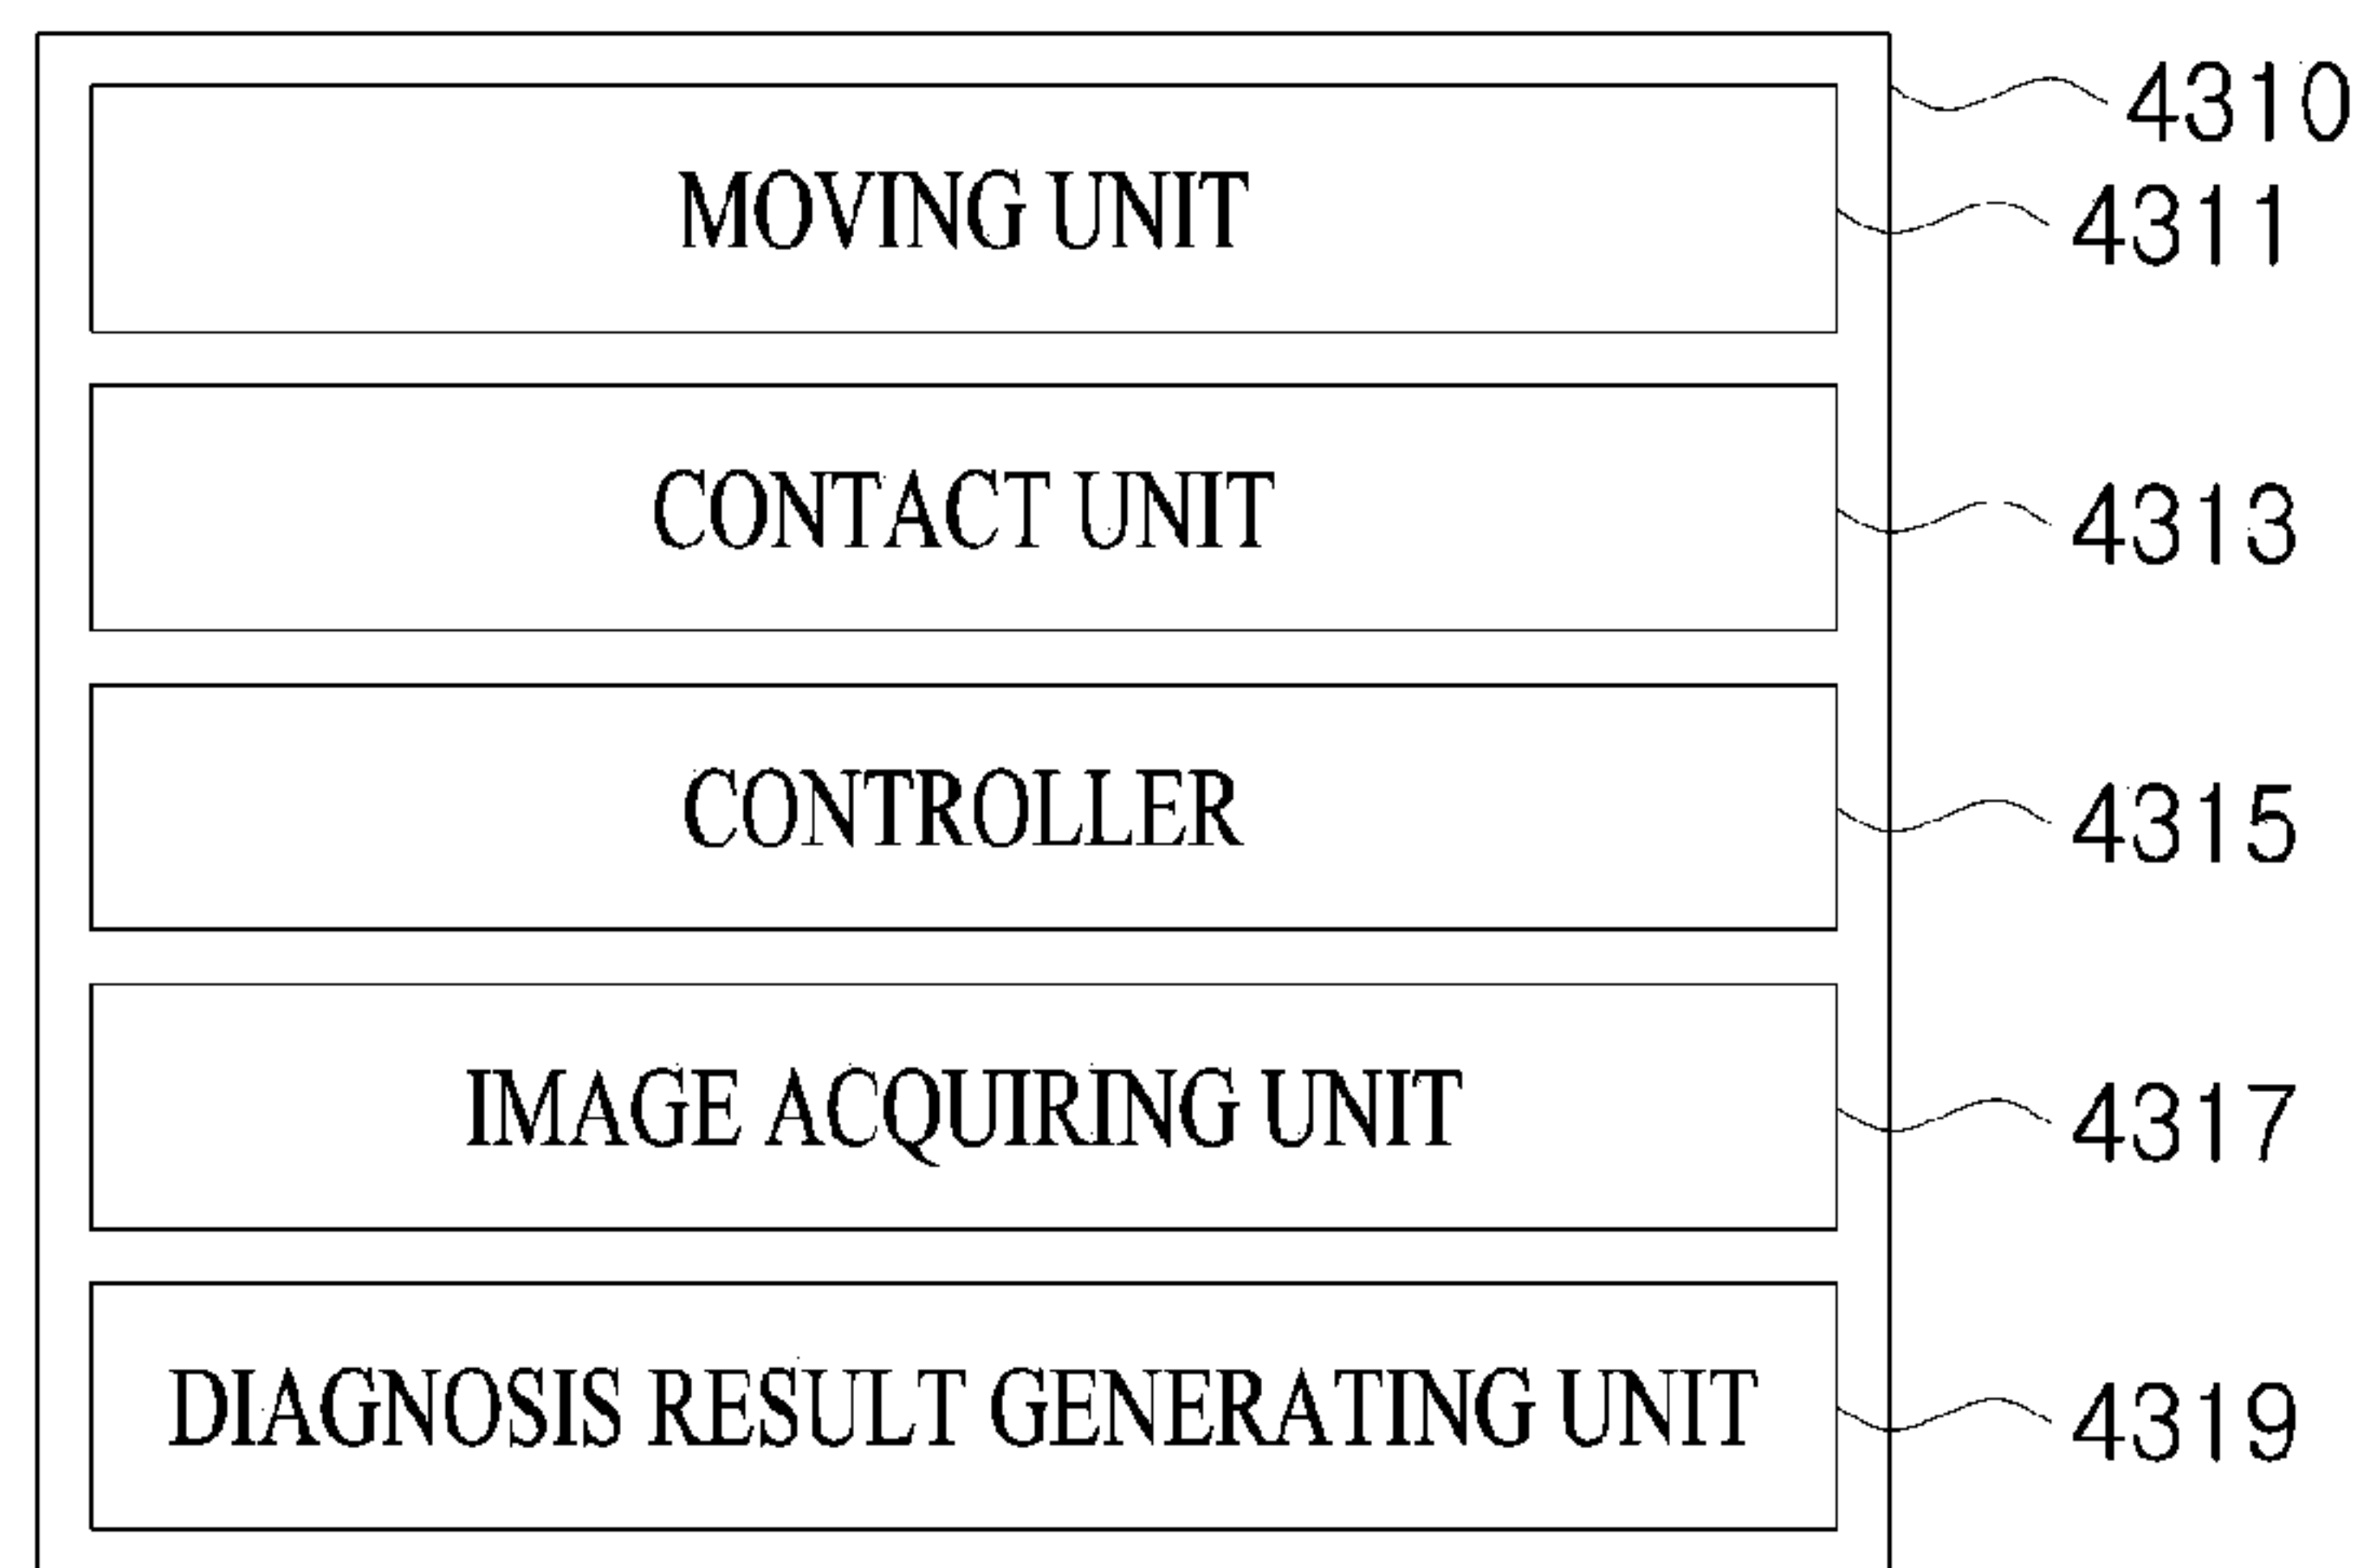 4310
MOVING UNIT 4311
CONTACT UNIT 4313
CONTROLLER 4315
IMAGE ACQUIRING UNIT 4317
DIAGNOSIS RESULT GENERATING UNIT 4319